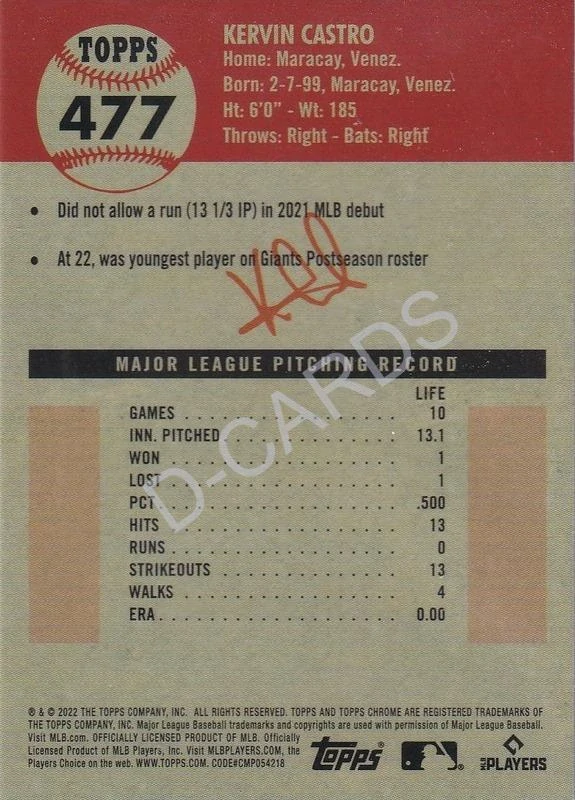 TOPPS
477
KERVIN CASTRO
Home: Maracay, Venez.
Born: 2-7-99, Maracay, Venez.
Ht: 6'0" - Wt: 185
Throws: Right - Bats: Right
• Did not allow a run (13 1/3 IP) in 2021 MLB debut
• At 22, was youngest player on Giants Postseason roster
D-CARDS
MAJOR LEAGUE PITCHING RECORD
LIFE
GAMES . . . . . . . . . . . . . . . . . . 10
INN. PITCHED . . . . . . . . . . . . . . 13.1
WON . . . . . . . . . . . . . . . . . . . 1
LOST . . . . . . . . . . . . . . . . . . . 1
PCT. . . . . . . . . . . . . . . . . . . .500
HITS . . . . . . . . . . . . . . . . . . . 13
RUNS . . . . . . . . . . . . . . . . . . . 0
STRIKEOUTS . . . . . . . . . . . . . . . 13
WALKS . . . . . . . . . . . . . . . . . . 4
ERA . . . . . . . . . . . . . . . . . . . 0.00
® & © 2022 THE TOPPS COMPANY, INC. ALL RIGHTS RESERVED. TOPPS AND TOPPS CHROME ARE REGISTERED TRADEMARKS OF
THE TOPPS COMPANY, INC. Major League Baseball trademarks and copyrights are used with permission of Major League Baseball.
Visit MLB.com. OFFICIALLY LICENSED PRODUCT OF MLB. Officially
Licensed Product of MLB Players, Inc. Visit MLBPLAYERS.COM, the
Players Choice on the web. WWW.TOPPS.COM. CODE#CMP054218
Topps®
MLB PLAYERS